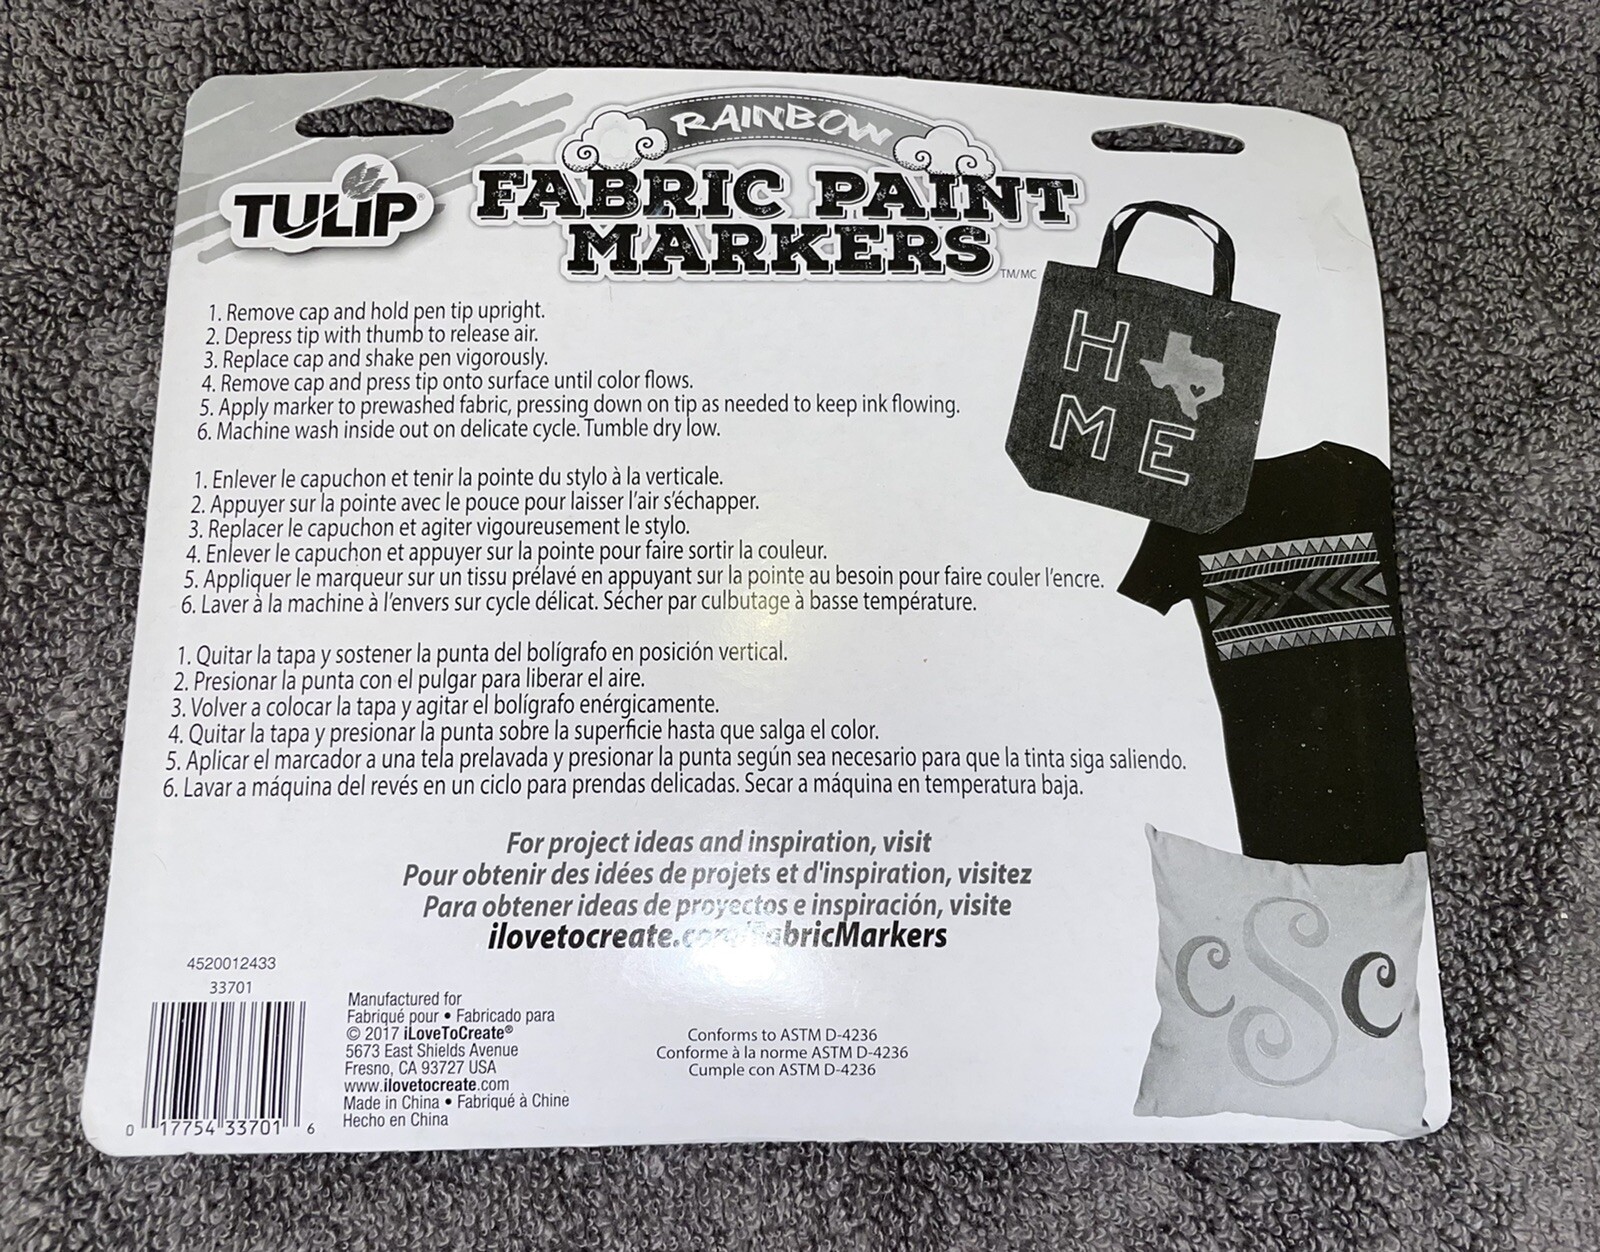 RAINBOW
TULIP®
FABRIC PAINT
MARKERS
TM/MC
1. Remove cap and hold pen tip upright.
2. Depress tip with thumb to release air.
3. Replace cap and shake pen vigorously.
4. Remove cap and press tip onto surface until color flows.
5. Apply marker to prewashed fabric, pressing down on tip as needed to keep ink flowing.
6. Machine wash inside out on delicate cycle. Tumble dry low.
H
ME
1. Enlever le capuchon et tenir la pointe du stylo à la verticale.
2. Appuyer sur la pointe avec le pouce pour laisser l'air s'échapper.
3. Replacer le capuchon et agiter vigoureusement le stylo.
4. Enlever le capuchon et appuyer sur la pointe pour faire sortir la couleur.
5. Appliquer le marqueur sur un tissu prélavé en appuyant sur la pointe au besoin pour faire couler l'encre.
6. Laver à la machine à l'envers sur cycle délicat. Sécher par culbutage à basse température.
1. Quitar la tapa y sostener la punta del bolígrafo en posición vertical.
2. Presionar la punta con el pulgar para liberar el aire.
3. Volver a colocar la tapa y agitar el bolígrafo enérgicamente.
4. Quitar la tapa y presionar la punta sobre la superficie hasta que salga el color.
5. Aplicar el marcador a una tela prelavada y presionar la punta según sea necesario para que la tinta siga saliendo.
6. Lavar a máquina del revés en un ciclo para prendas delicadas. Secar a máquina en temperatura baja.
For project ideas and inspiration, visit
Pour obtenir des idées de projets et d'inspiration, visitez
Para obtener ideas de proyectos e inspiración, visite
ilovetocreate.com/FabricMarkers
cSc
4520012433
33701
0 17754 33701 6
Manufactured for
Fabriqué pour • Fabricado para
© 2017 iLoveToCreate®
5673 East Shields Avenue
Fresno, CA 93727 USA
www.ilovetocreate.com
Made in China • Fabriqué à Chine
Hecho en China
Conforms to ASTM D-4236
Conforme à la norme ASTM D-4236
Cumple con ASTM D-4236